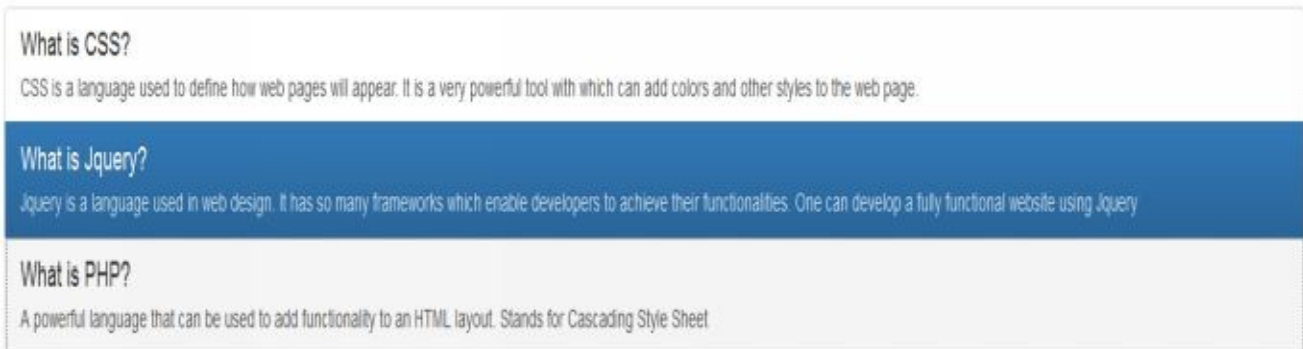 What is CSS?
CSS is a language used to define how web pages will appear. It is a very powerful tool with which can add colors and other styles to the web page.
What is Jquery?
Jquery is a language used in web design. It has so many frameworks which enable developers to achieve their functionalities. One can develop a fully functional website using Jquery
What is PHP?
A powerful language that can be used to add functionality to an HTML layout. Stands for Cascading Style Sheet